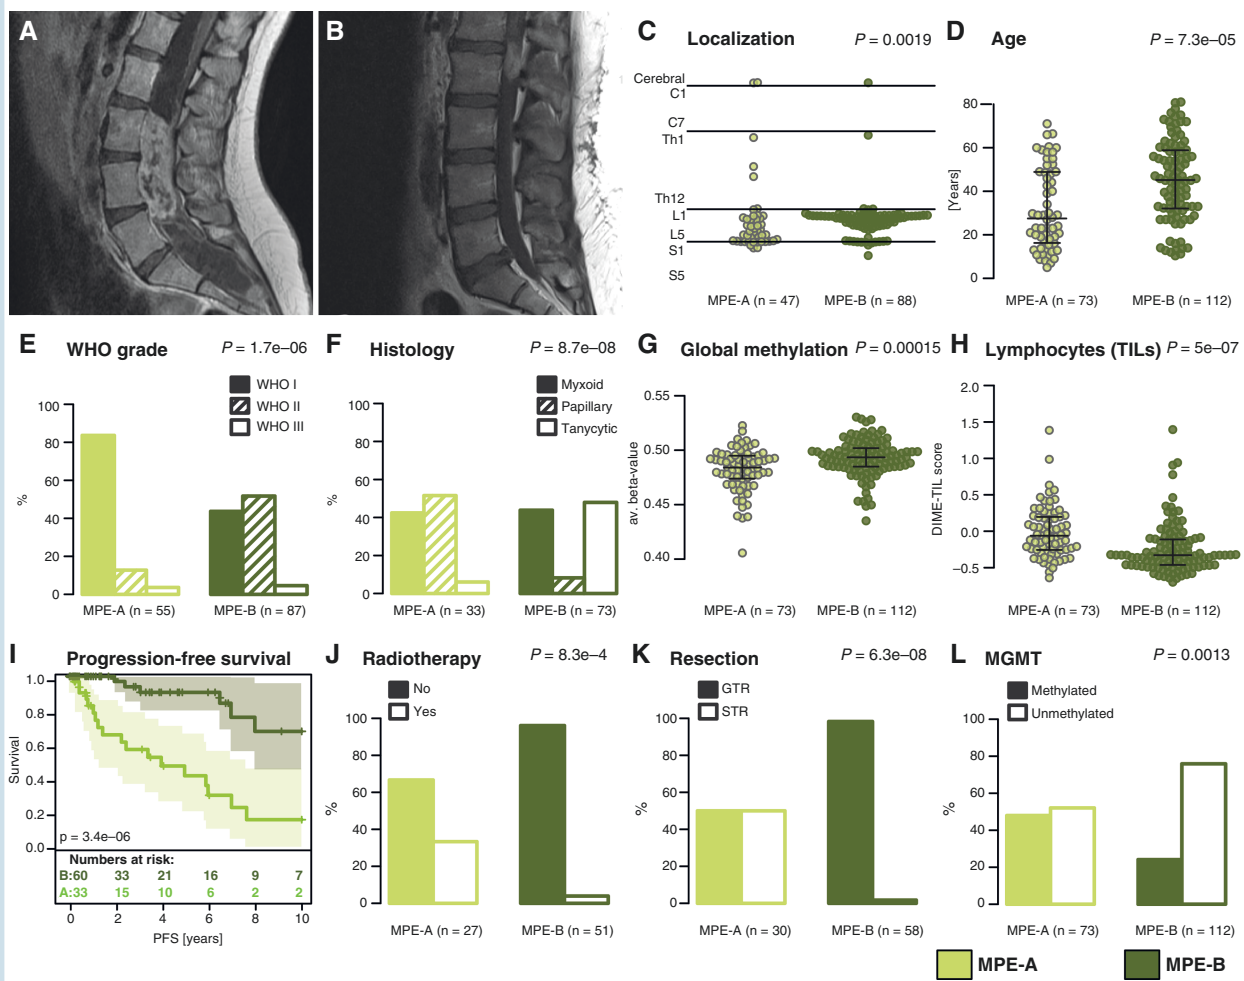 A
B
C Localization P = 0.0019
Cerebral
C1
C7
Th1
Th12
L1
L5
S1
S5
MPE-A (n = 47) MPE-B (n = 88)
D Age P = 7.3e–05
[Years]
80
60
40
20
0
MPE-A (n = 73) MPE-B (n = 112)
E WHO grade P = 1.7e–06
WHO I
WHO II
WHO III
%
100
80
60
40
20
0
MPE-A (n = 55) MPE-B (n = 87)
F Histology P = 8.7e–08
Myxoid
Papillary
Tanycytic
%
100
80
60
40
20
0
MPE-A (n = 33) MPE-B (n = 73)
G Global methylation P = 0.00015
av. beta-value
0.55
0.50
0.45
0.40
MPE-A (n = 73) MPE-B (n = 112)
H Lymphocytes (TILs) P = 5e–07
DIME-TIL score
2.0
1.0
0.5
0.0
–0.5
MPE-A (n = 73) MPE-B (n = 112)
I Progression-free survival
Survival
1.0
0.8
0.6
0.4
0.2
0.0
p = 3.4e–06
Numbers at risk:
B:60 33 21 16 9 7
A:33 15 10 6 2 2
0 2 4 6 8 10
PFS [years]
J Radiotherapy P = 8.3e–4
No
Yes
%
100
80
60
40
20
0
MPE-A (n = 27) MPE-B (n = 51)
K Resection P = 6.3e–08
GTR
STR
%
100
80
60
40
20
0
MPE-A (n = 30) MPE-B (n = 58)
L MGMT P = 0.0013
Methylated
Unmethylated
%
100
80
60
40
20
0
MPE-A (n = 73) MPE-B (n = 112)
MPE-A MPE-B